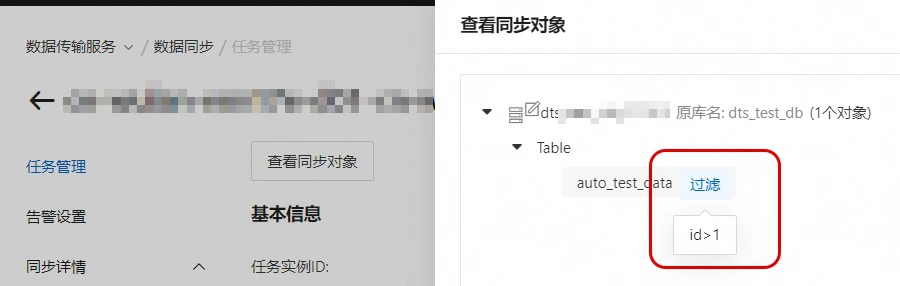 数据传输服务 / 数据同步 / 任务管理
任务管理
告警设置
同步详情
查看同步对象
基本信息
任务实例ID:
查看同步对象
dts 原库名: dts_test_db (1个对象)
Table
auto_test_data 过滤
id>1